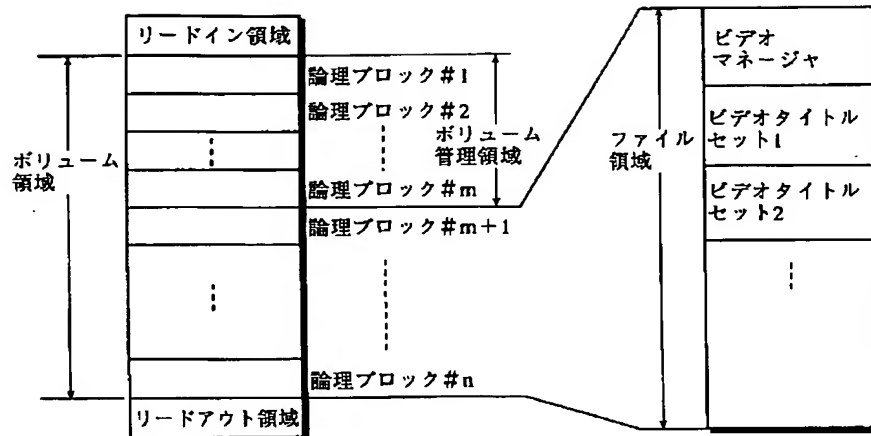 リードイン領域
論理ブロック#1
論理ブロック#2
論理ブロック#m
論理ブロック#m+1
論理ブロック#n
リードアウト領域
ボリューム
領域
ボリューム
管理領域
ファイル
領域
ビデオ
マネージャ
ビデオタイトル
セット1
ビデオタイトル
セット2